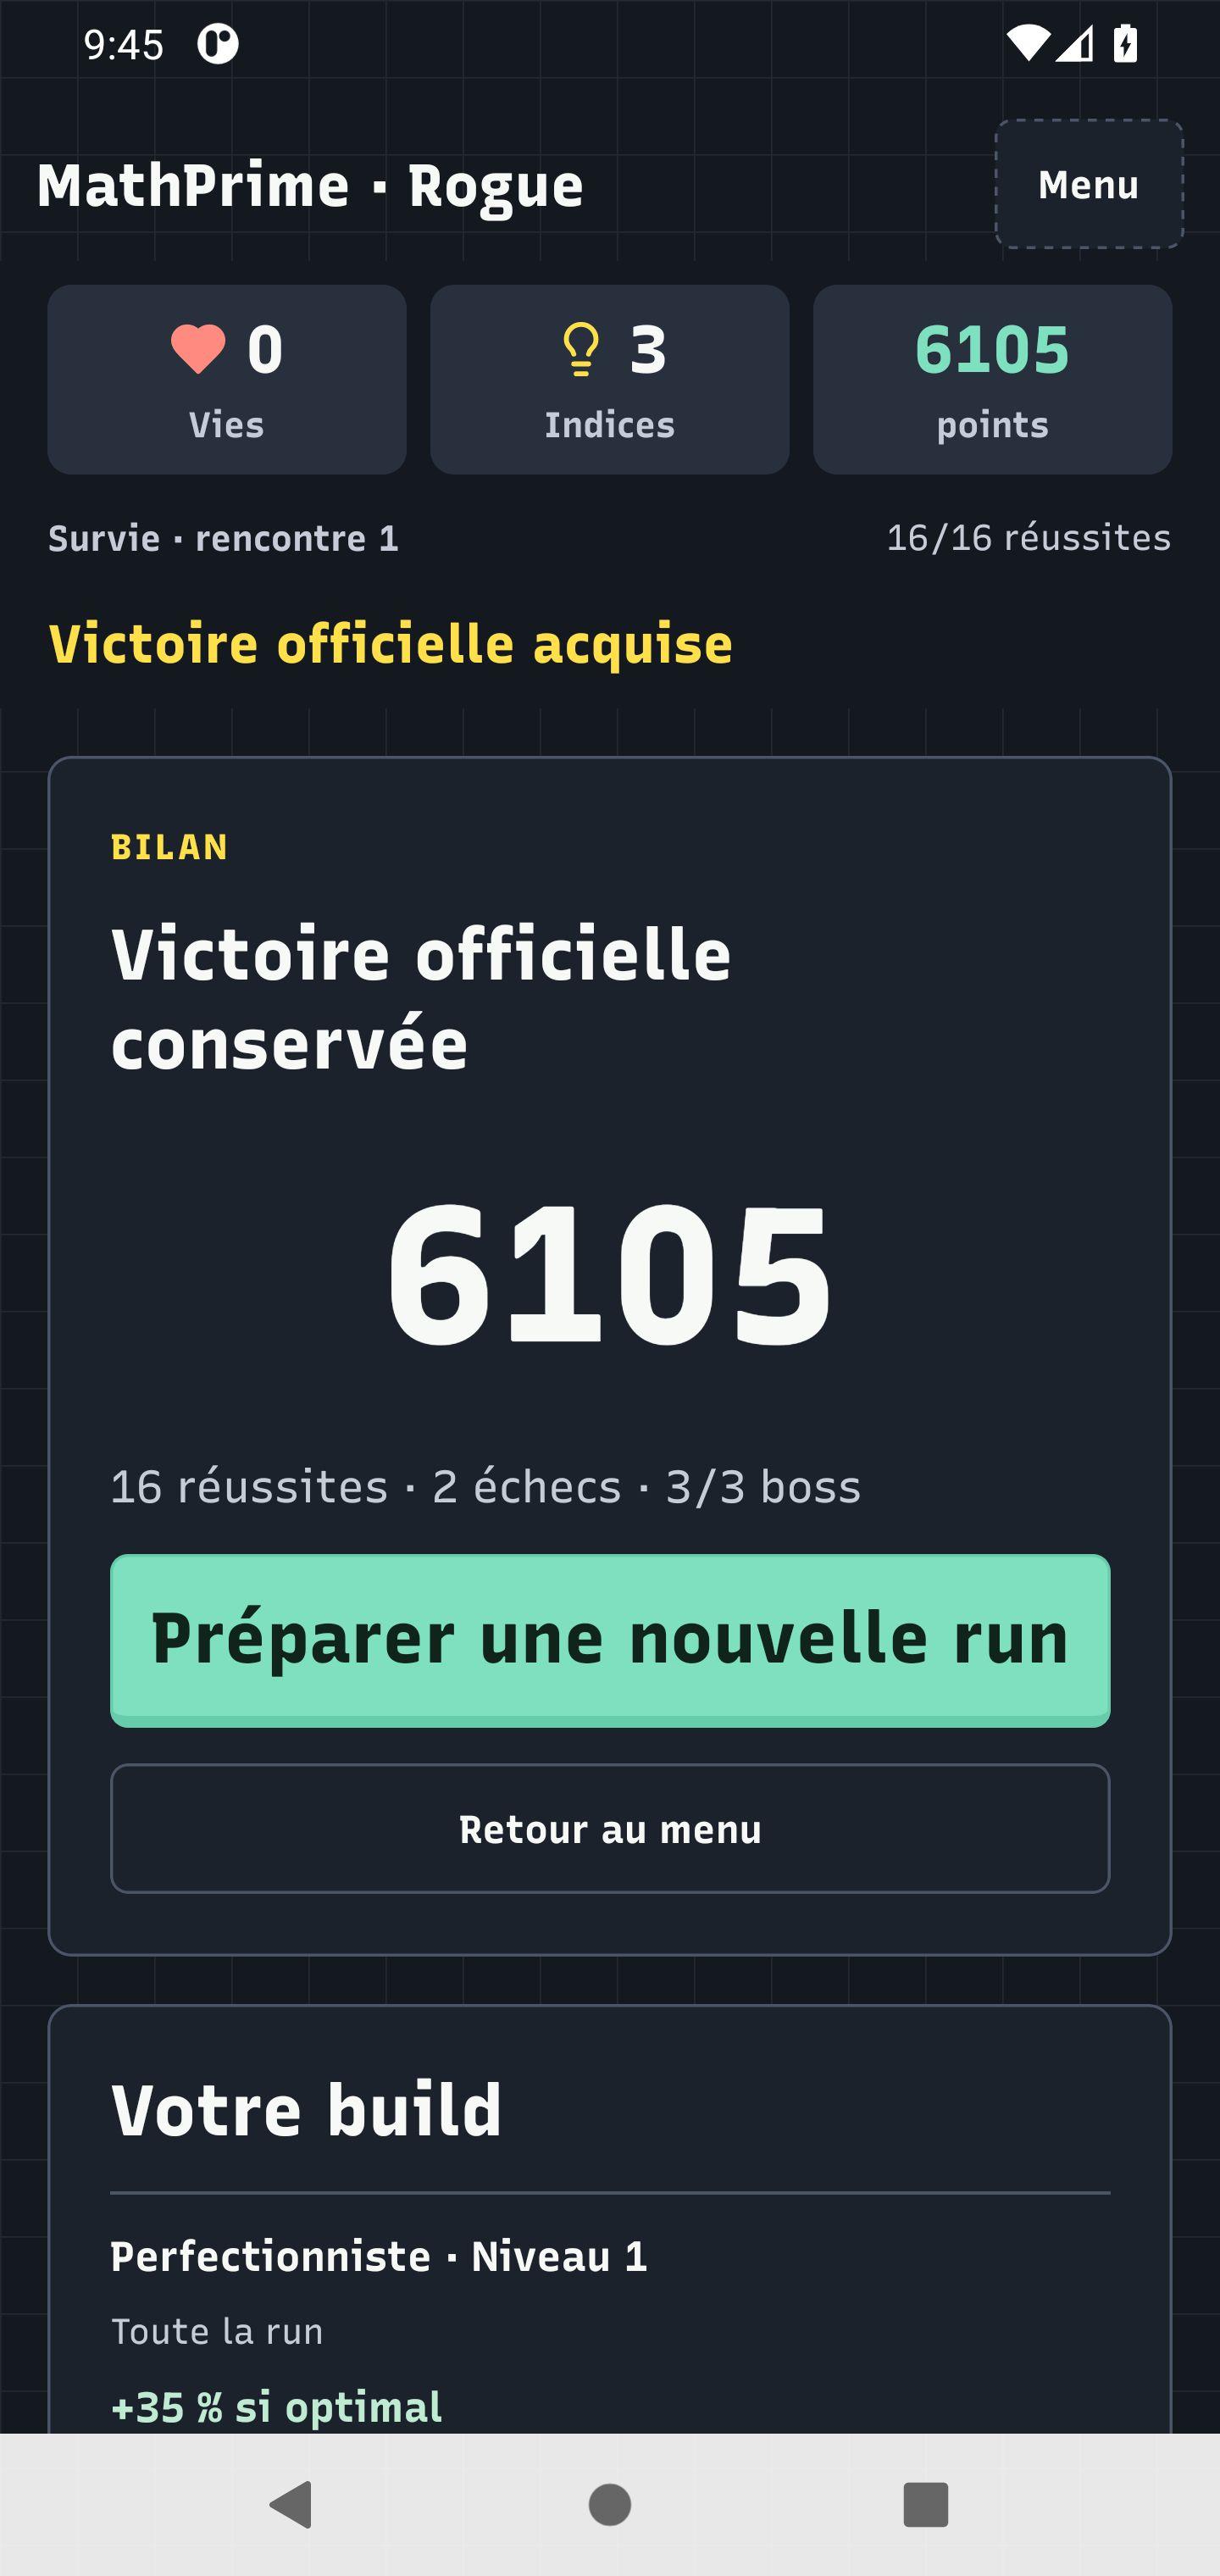 9:45
MathPrime · Rogue
Menu
0
Vies
3
Indices
6105
points
Survie · rencontre 1
16/16 réussites
Victoire officielle acquise
BILAN
Victoire officielle
conservée
6105
16 réussites · 2 échecs · 3/3 boss
Préparer une nouvelle run
Retour au menu
Votre build
Perfectionniste · Niveau 1
Toute la run
+35 % si optimal